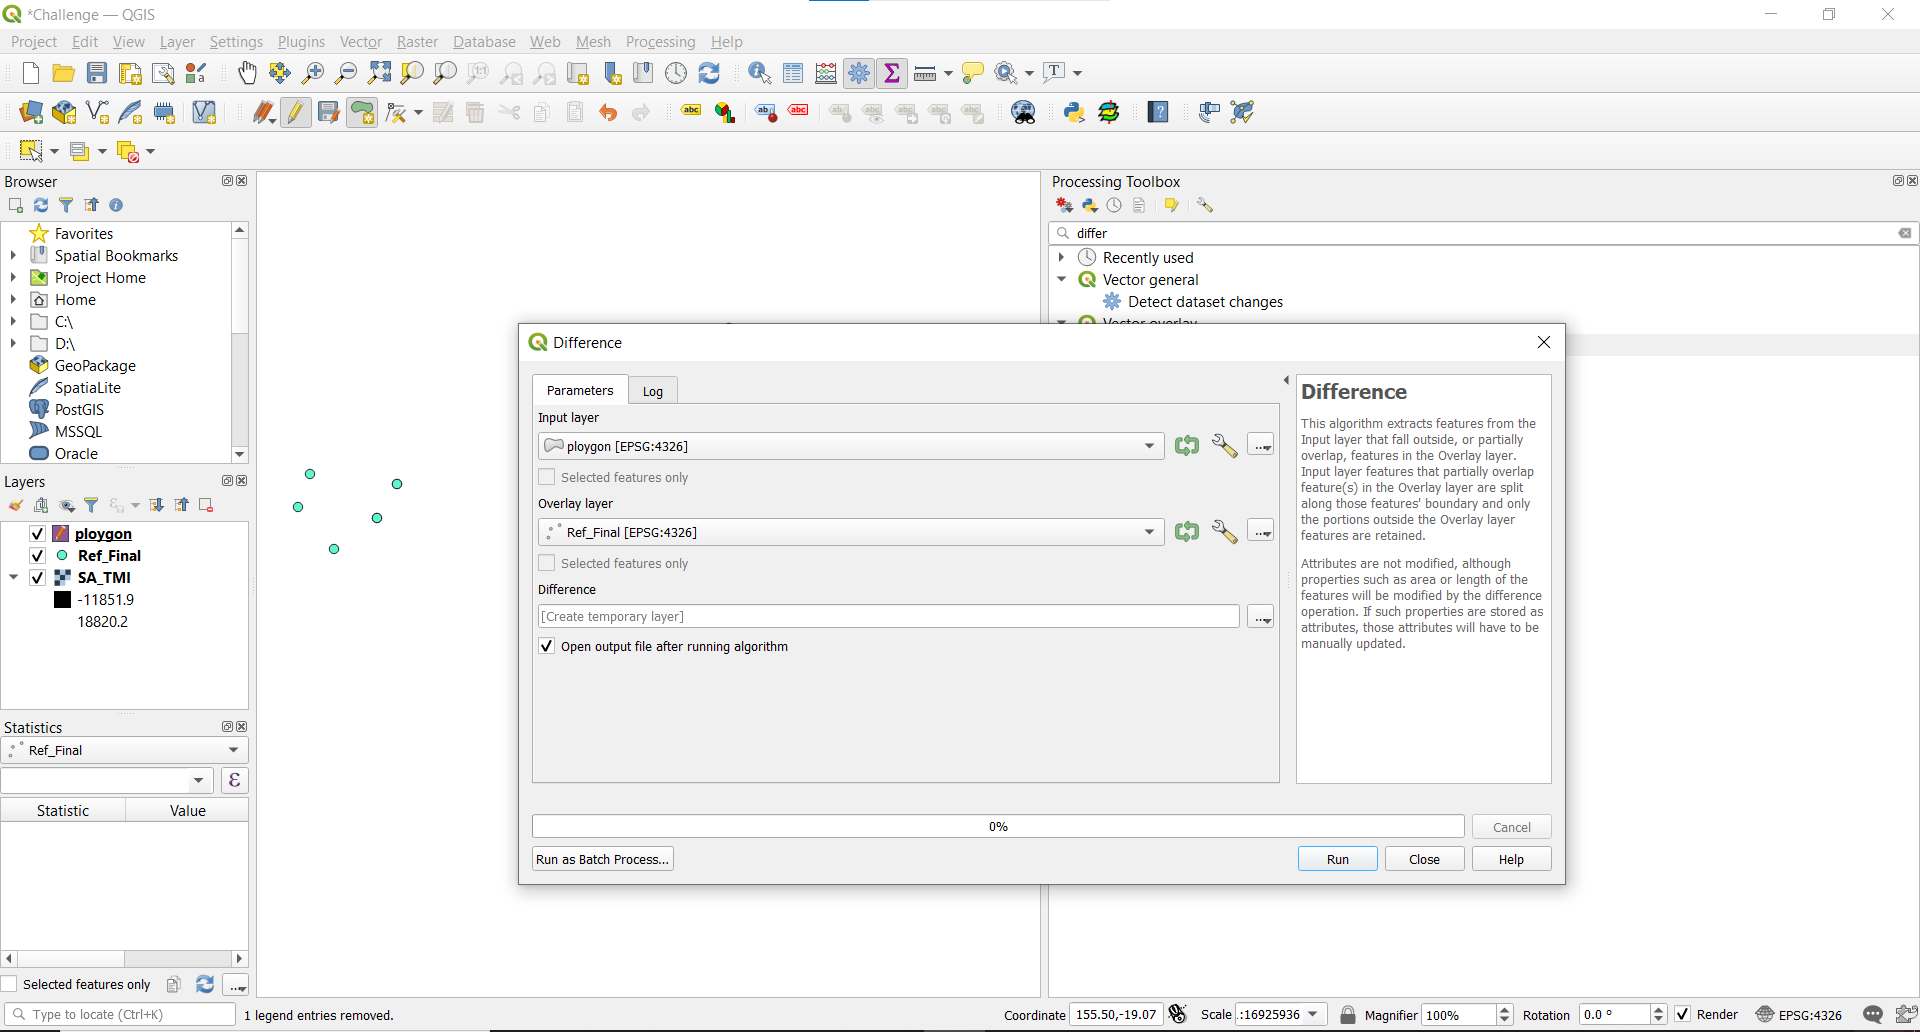 *Challenge — QGIS
Project Edit View Layer Settings Plugins Vector Raster Database Web Mesh Processing Help
Browser
Favorites
Spatial Bookmarks
Project Home
Home
C:\
D:\
GeoPackage
SpatiaLite
PostGIS
MSSQL
Oracle
Layers
ploygon
Ref_Final
SA_TMI
-11851.9
18820.2
Statistics
Ref_Final
Statistic Value
Selected features only
Processing Toolbox
differ
Recently used
Vector general
Detect dataset changes
Vector overlay
Difference
Parameters Log
Input layer
ploygon [EPSG:4326]
Selected features only
Overlay layer
Ref_Final [EPSG:4326]
Selected features only
Difference
[Create temporary layer]
Open output file after running algorithm
Difference
This algorithm extracts features from the
Input layer that fall outside, or partially
overlap, features in the Overlay layer.
Input layer features that partially overlap
feature(s) in the Overlay layer are split
along those features' boundary and only
the portions outside the Overlay layer
features are retained.
Attributes are not modified, although
properties such as area or length of the
features will be modified by the difference
operation. If such properties are stored as
attributes, those attributes will have to be
manually updated.
0% Cancel
Run as Batch Process... Run Close Help
Type to locate (Ctrl+K) 1 legend entries removed. Coordinate 155.50,-19.07 Scale :16925936 Magnifier 100% Rotation 0.0 ° Render EPSG:4326